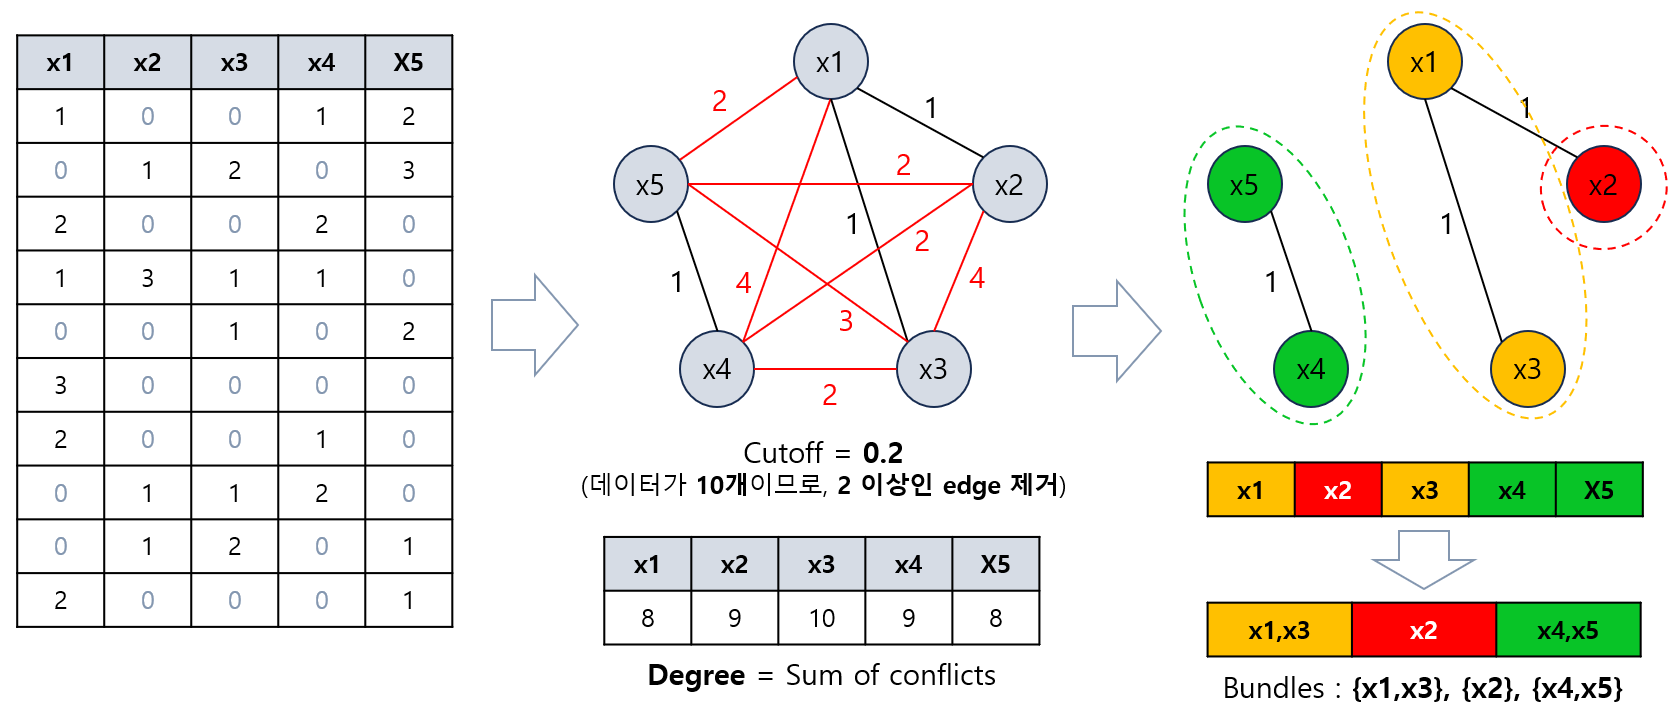 x1 x2 x3 x4 X5
1 0 0 1 2
0 1 2 0 3
2 0 0 2 0
1 3 1 1 0
0 0 1 0 2
3 0 0 0 0
2 0 0 1 0
0 1 1 2 0
0 1 2 0 1
2 0 0 0 1
x1
2
1
x5
2
x2
1
2
1
4
4
3
x4
x3
2
Cutoff = 0.2
(데이터가 10개이므로, 2 이상인 edge 제거)
x1 x2 x3 x4 X5
8 9 10 9 8
Degree = Sum of conflicts
x1
1
x5
x2
1
1
x4
x3
x1 x2 x3 x4 X5
x1,x3 x2 x4,x5
Bundles : {x1,x3}, {x2}, {x4,x5}